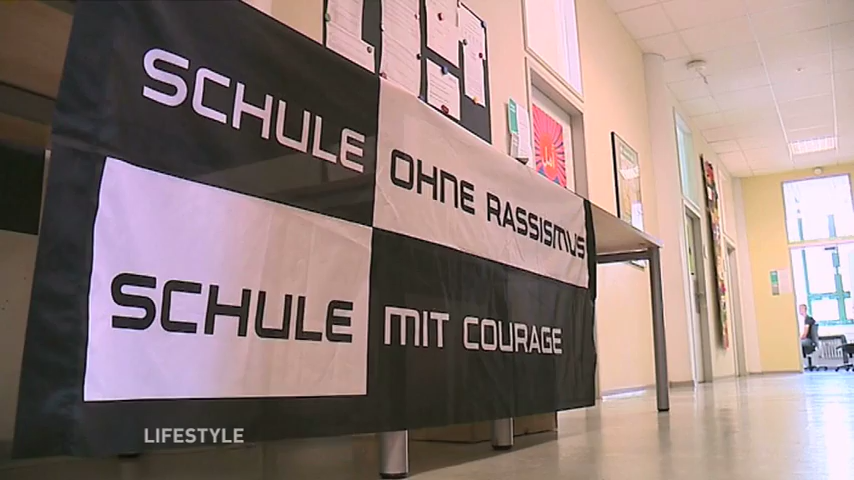 SCHULE
OHNE RASSISMUS
SCHULE
MIT COURAGE
LIFESTYLE